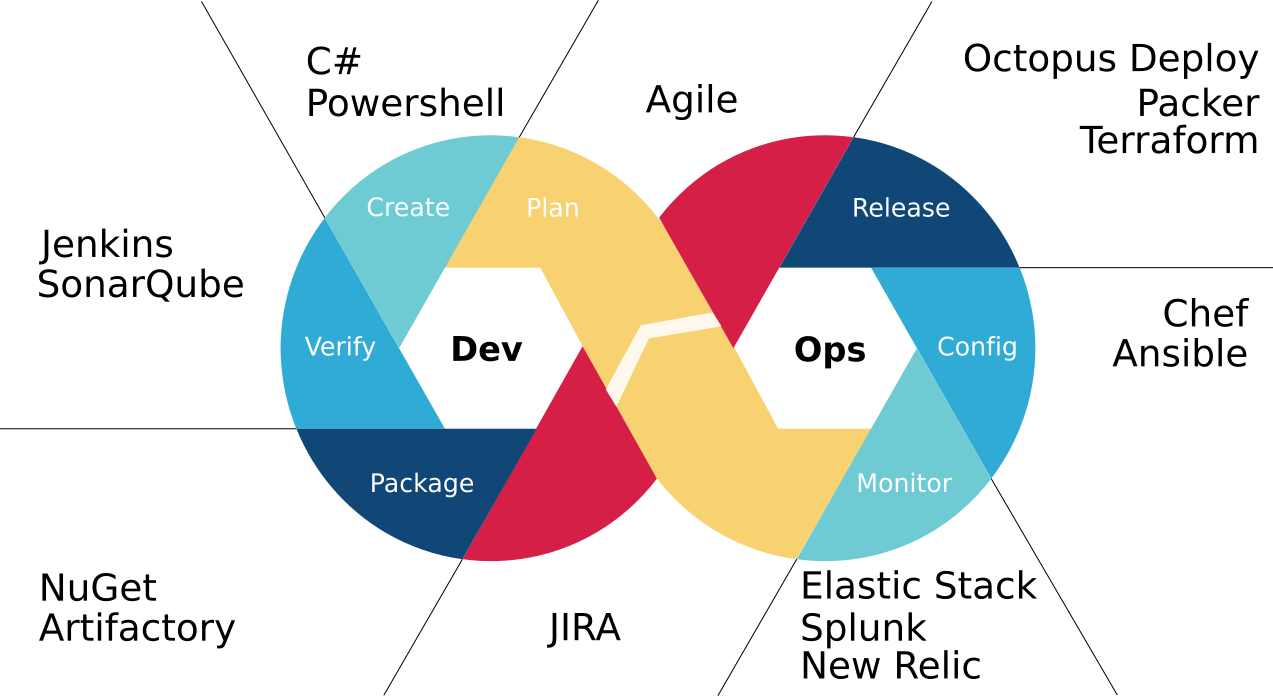 C#
Powershell
Agile
Octopus Deploy
Packer
Terraform
Jenkins
SonarQube
Create
Plan
Release
Chef
Ansible
Verify
Dev
Ops
Config
Package
Monitor
NuGet
Artifactory
JIRA
Elastic Stack
Splunk
New Relic